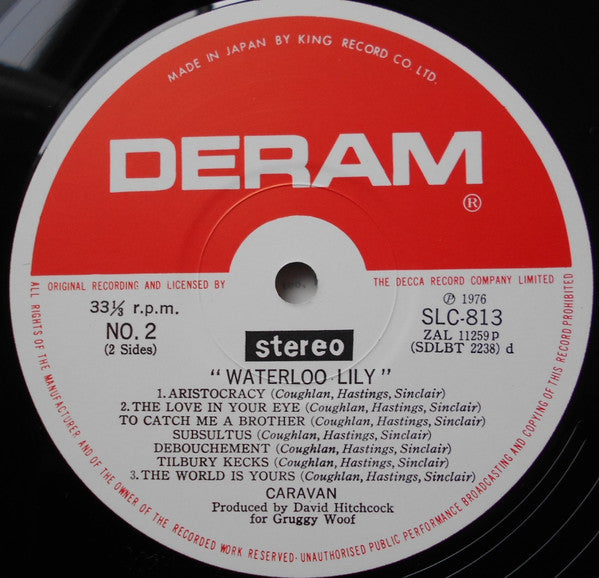 MADE IN JAPAN BY KING RECORD CO. LTD.
DERAM
®
ORIGINAL RECORDING AND LICENSED BY THE DECCA RECORD COMPANY LIMITED
33⅓ r.p.m.
NO. 2
(2 Sides)
℗ 1976
SLC-813
ZAL 11259P
(SDLBT 2238) d
stereo
"WATERLOO LILY"
1. ARISTOCRACY (Coughlan, Hastings, Sinclair)
2. THE LOVE IN YOUR EYE (Coughlan, Hastings, Sinclair)
TO CATCH ME A BROTHER (Coughlan, Hastings, Sinclair)
SUBSULTUS (Coughlan, Hastings, Sinclair)
DEBOUCHEMENT (Coughlan, Hastings, Sinclair)
TILBURY KECKS (Coughlan, Hastings, Sinclair)
3. THE WORLD IS YOURS (Coughlan, Hastings, Sinclair)
CARAVAN
Produced by David Hitchcock
for Gruggy Woof
ALL RIGHTS OF THE MANUFACTURER AND OF THE OWNER OF THE RECORDED WORK RESERVED · UNAUTHORISED PUBLIC PERFORMANCE BROADCASTING AND COPYING OF THIS RECORD PROHIBITED